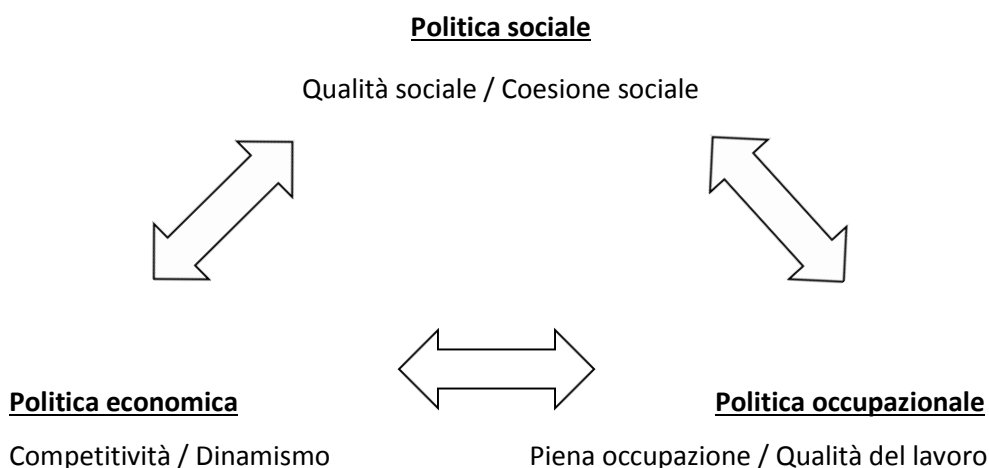 Politica sociale
Qualità sociale / Coesione sociale
Politica economica
Politica occupazionale
Competitività / Dinamismo
Piena occupazione / Qualità del lavoro